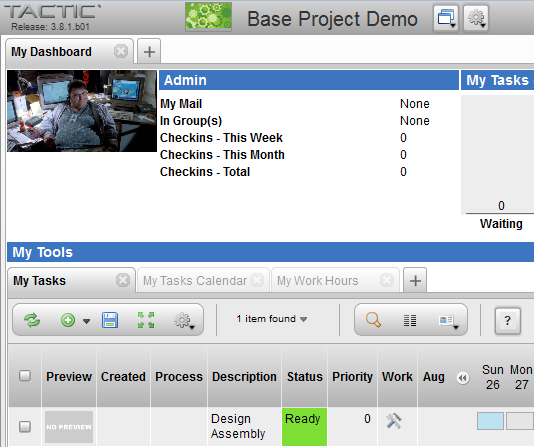 TACTIC
Release: 3.8.1.b01
Base Project Demo
My Dashboard
Admin
My Tasks
My Mail None
In Group(s) None
Checkins - This Week 0
Checkins - This Month 0
Checkins - Total 0
0
Waiting
My Tools
My Tasks
My Tasks Calendar
My Work Hours
1 item found
?
Preview Created Process Description Status Priority Work Aug Sun 26 Mon 27
NO PREVIEW Design Assembly Ready 0